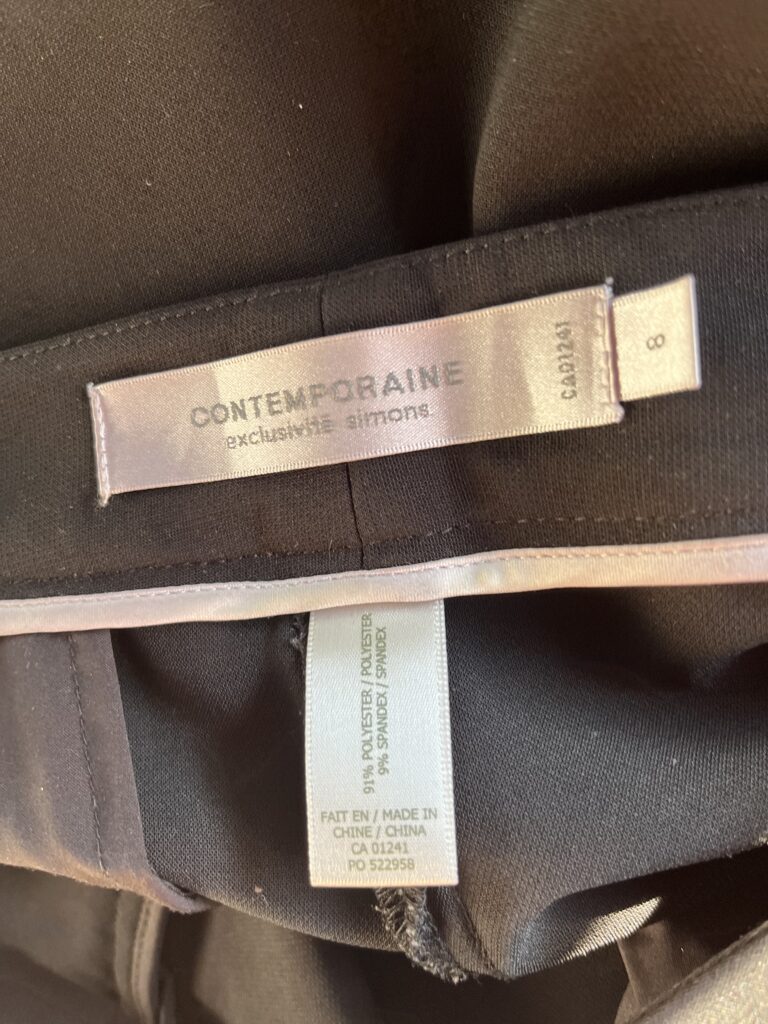 CONTEMPORAINE
exclusivité simons
CA01241
8
91% POLYESTER / POLYESTER
9% SPANDEX / SPANDEX
FAIT EN / MADE IN
CHINE / CHINA
CA 01241
PO 522958